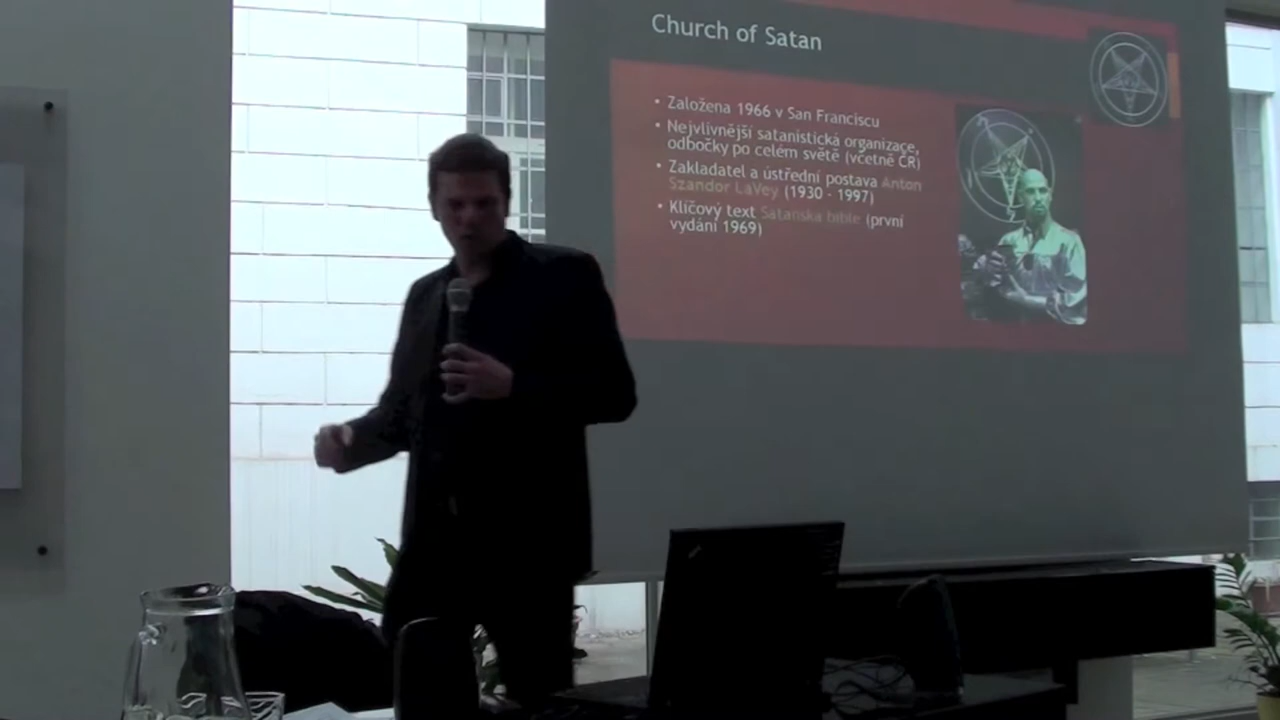 Church of Satan
• Založena 1966 v San Franciscu
• Nejvlivnější satanistická organizace,
odbočky po celém světě (včetně ČR)
• Zakladatel a ústřední postava Anton
Szandor LaVey (1930 - 1997)
• Klíčový text Satanská bible (první
vydání 1969)